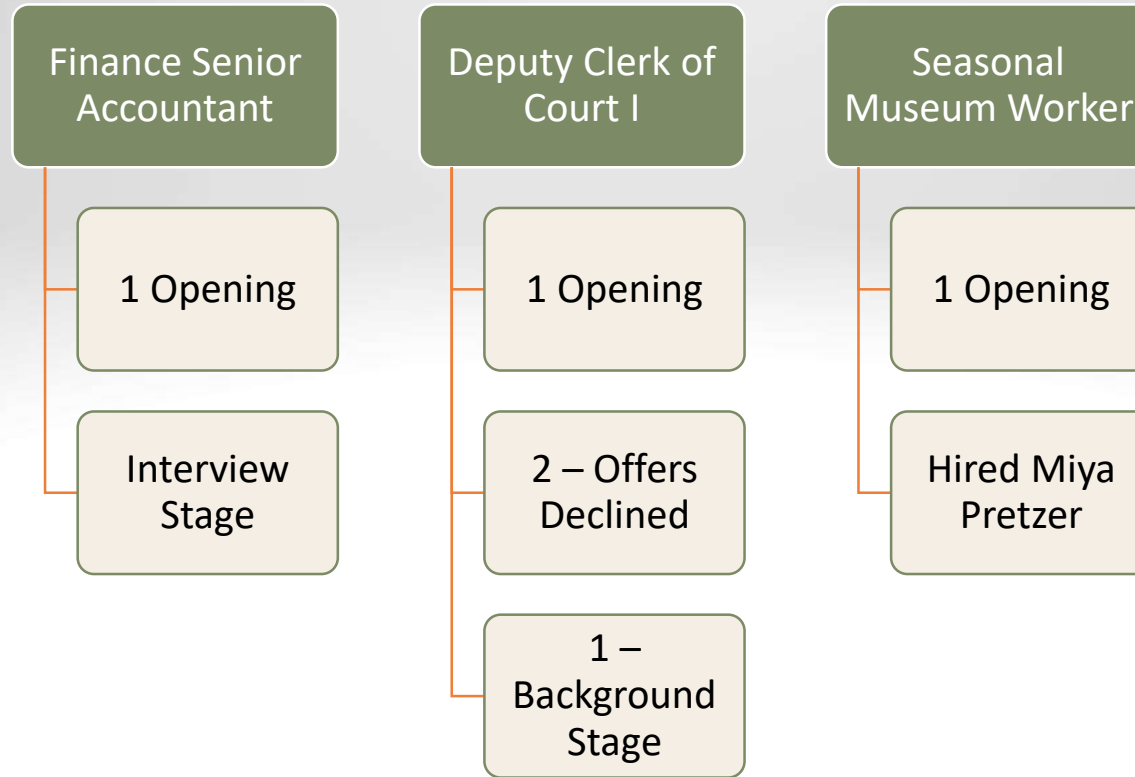 Finance Senior
Accountant
1 Opening
Interview
Stage
Deputy Clerk of
Court I
1 Opening
2 – Offers
Declined
1 –
Background
Stage
Seasonal
Museum Worker
1 Opening
Hired Miya
Pretzer